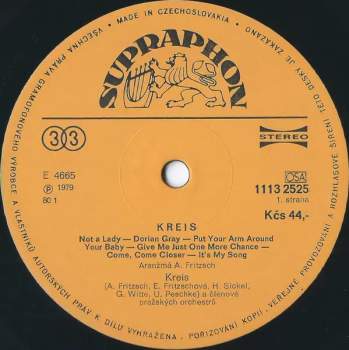 • MADE IN CZECHOSLOVAKIA •
VŠECHNA PRÁVA GRAMOFONOVÉHO VÝROBCE A VLASTNÍKŮ AUTORSKÝCH PRÁV K DÍLU VYHRAŽENA. POŘIZOVÁNÍ KOPIÍ, VEŘEJNÉ PROVOZOVÁNÍ A ROZHLASOVÉ ŠÍŘENÍ TÉTO DESKY JE ZAKÁZÁNO
SUPRAPHON
33
STEREO
E 4665
℗ 1979
80 1
OSA
1113 2525
1. strana
Kčs 44,-
KREIS
Not a Lady — Dorian Gray — Put Your Arm Around
Your Baby — Give Me Just One More Chance —
Come, Come Closer — It's My Song
Aranžmá A. Fritzsch
Kreis
(A. Fritzsch, E. Fritzschová, H. Sickel,
G. Witte, U. Peschke) a členové
pražských orchestrů